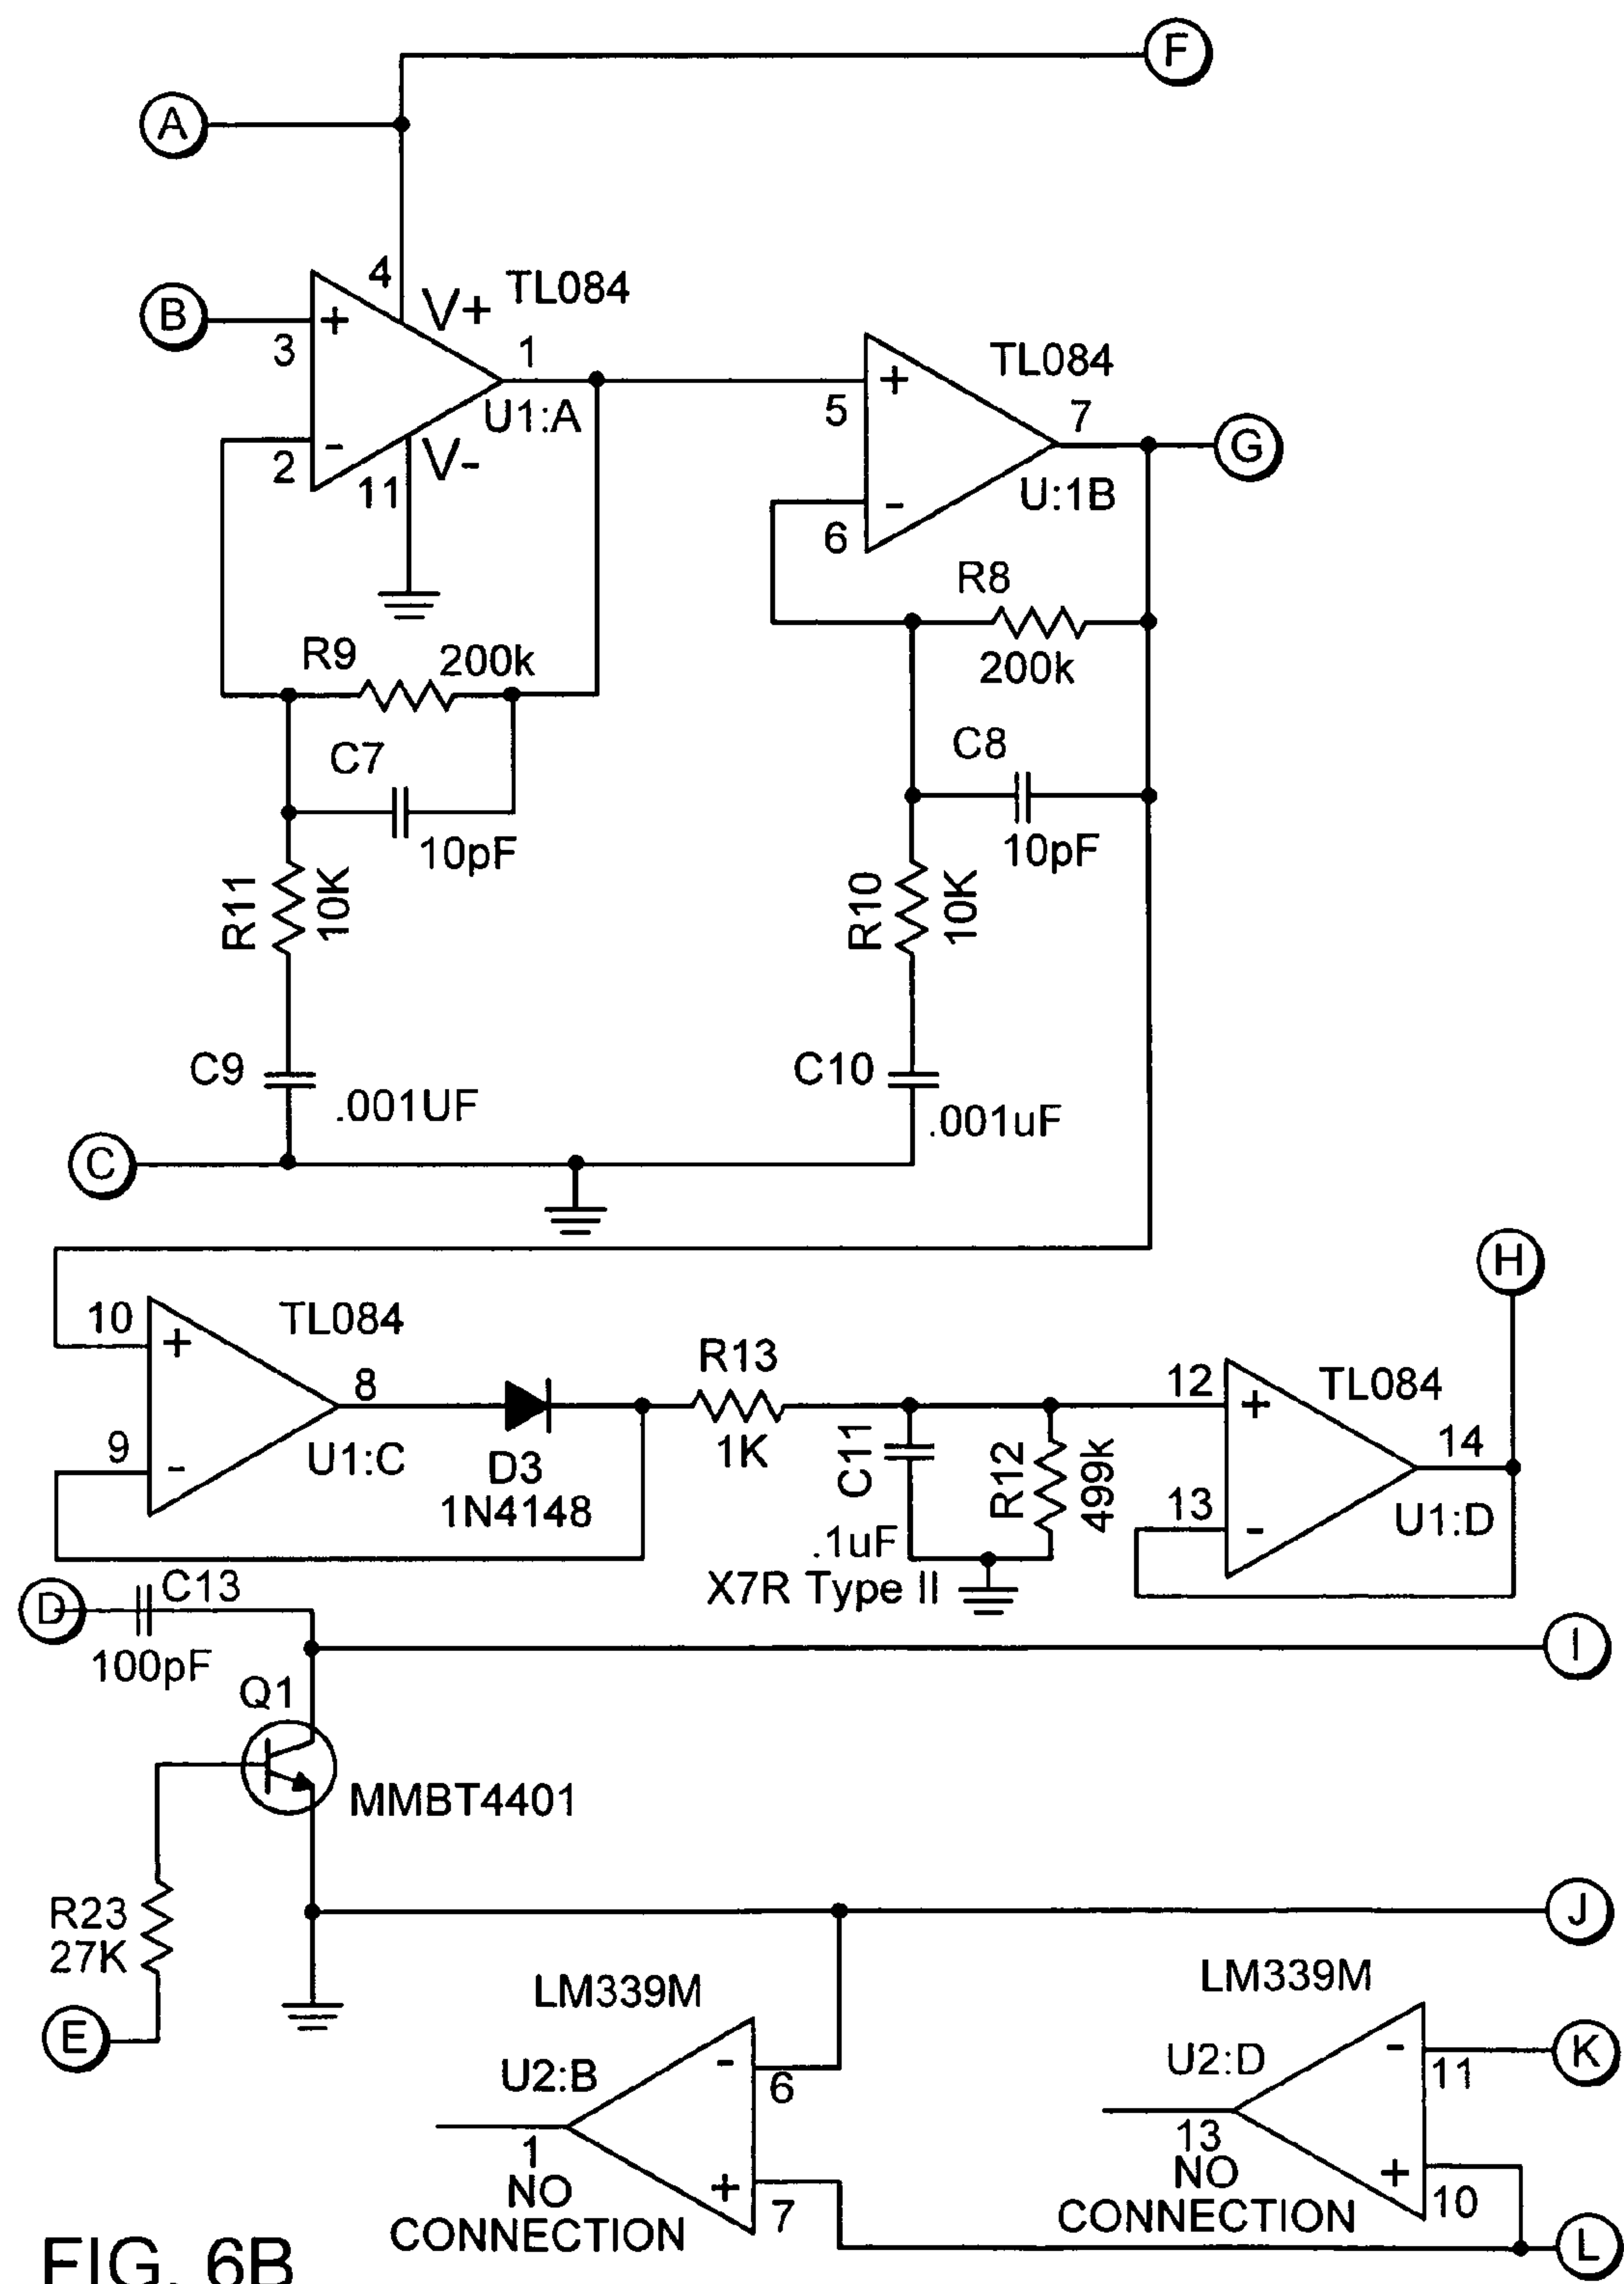 F
A
4
V+
TL084
B
+
3
1
U1:A
-
2
11
V-
TL084
+
5
7
G
U:1B
-
6
R8
200k
R9
200k
C7
10pF
C8
10pF
R11
10K
R10
10K
C9
.001UF
C10
.001uF
C
H
10
+
TL084
8
9
-
U1:C
D3
1N4148
R13
1K
C11
.1uF
X7R Type II
R12
499k
12
+
TL084
14
13
-
U1:D
D
C13
100pF
I
Q1
MMBT4401
R23
27K
J
E
LM339M
U2:B
-
6
1
NO
CONNECTION
+
7
LM339M
U2:D
-
11
K
13
NO
CONNECTION
+
10
L
FIG. 6B